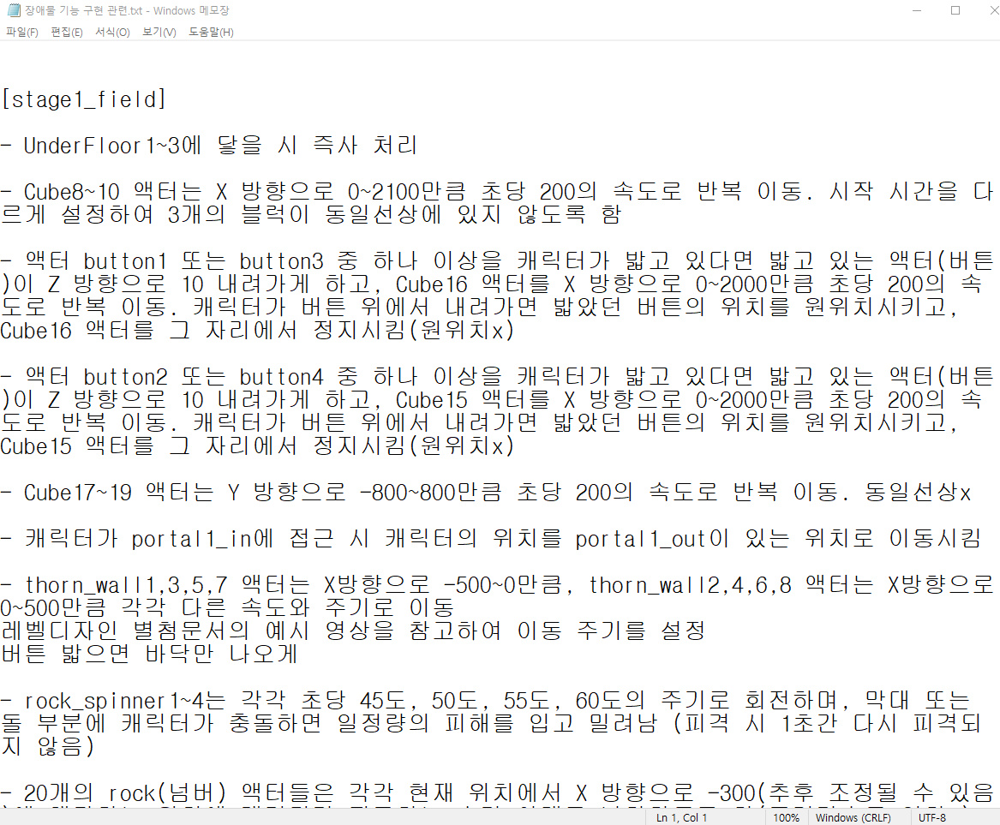 장애물 기능 구현 관련.txt - Windows 메모장
파일(F) 편집(E) 서식(O) 보기(V) 도움말(H)
[stage1_field]
- UnderFloor1~3에 닿을 시 즉사 처리
- Cube8~10 액터는 X 방향으로 0~2100만큼 초당 200의 속도로 반복 이동. 시작 시간을 다
르게 설정하여 3개의 블럭이 동일선상에 있지 않도록 함
- 액터 button1 또는 button3 중 하나 이상을 캐릭터가 밟고 있다면 밟고 있는 액터(버튼
)이 Z 방향으로 10 내려가게 하고, Cube16 액터를 X 방향으로 0~2000만큼 초당 200의 속
도로 반복 이동. 캐릭터가 버튼 위에서 내려가면 밟았던 버튼의 위치를 원위치시키고,
Cube16 액터를 그 자리에서 정지시킴(원위치x)
- 액터 button2 또는 button4 중 하나 이상을 캐릭터가 밟고 있다면 밟고 있는 액터(버튼
)이 Z 방향으로 10 내려가게 하고, Cube15 액터를 X 방향으로 0~2000만큼 초당 200의 속
도로 반복 이동. 캐릭터가 버튼 위에서 내려가면 밟았던 버튼의 위치를 원위치시키고,
Cube15 액터를 그 자리에서 정지시킴(원위치x)
- Cube17~19 액터는 Y 방향으로 -800~800만큼 초당 200의 속도로 반복 이동. 동일선상x
- 캐릭터가 portal1_in에 접근 시 캐릭터의 위치를 portal1_out이 있는 위치로 이동시킴
- thorn_wall1,3,5,7 액터는 X방향으로 -500~0만큼, thorn_wall2,4,6,8 액터는 X방향으로
0~500만큼 각각 다른 속도와 주기로 이동
레벨디자인 별첨문서의 예시 영상을 참고하여 이동 주기를 설정
버튼 밟으면 바닥만 나오게
- rock_spinner1~4는 각각 초당 45도, 50도, 55도, 60도의 주기로 회전하며, 막대 또는
돌 부분에 캐릭터가 충돌하면 일정량의 피해를 입고 밀려남 (피격 시 1초간 다시 피격되
지 않음)
- 20개의 rock(넘버) 액터들은 각각 현재 위치에서 X 방향으로 -300(추후 조정될 수 있음
Ln 1, Col 1 100% Windows (CRLF) UTF-8